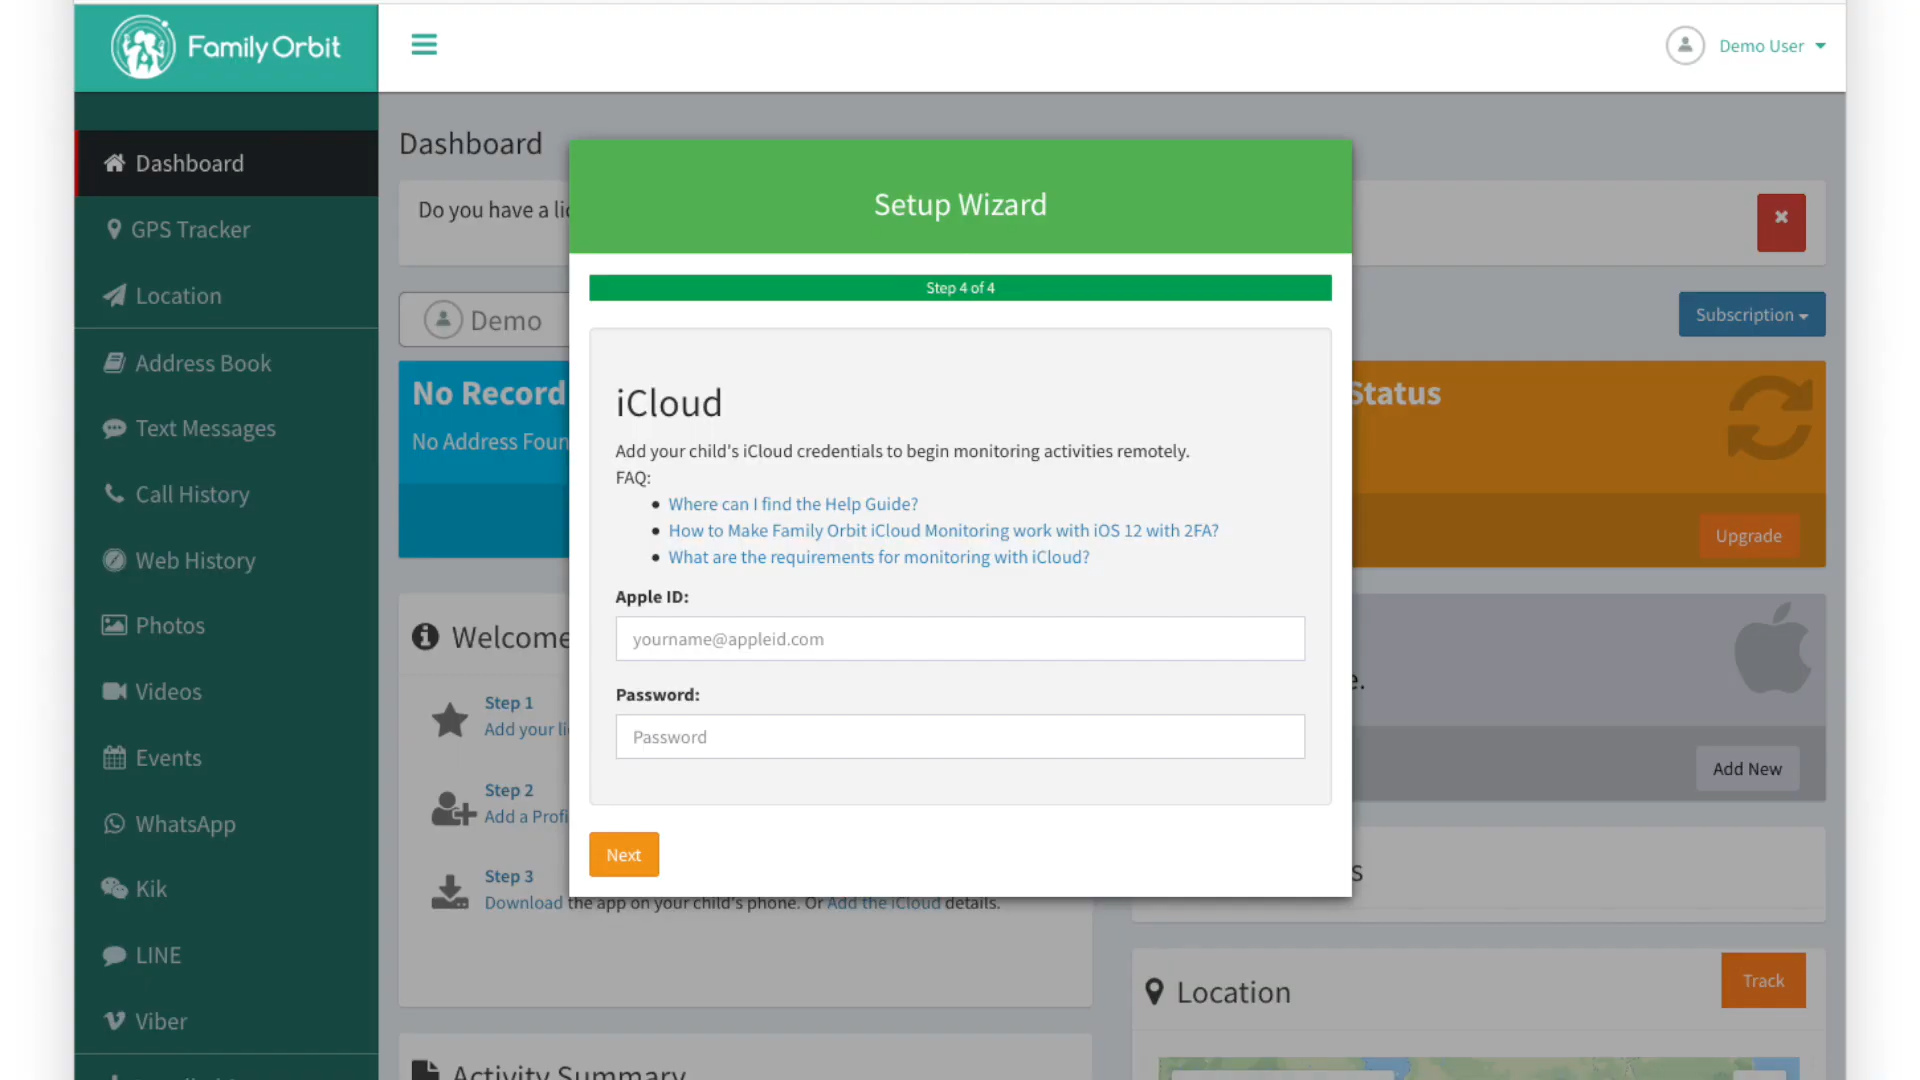 Family Orbit
Demo User
Dashboard
GPS Tracker
Location
Address Book
Text Messages
Call History
Web History
Photos
Videos
Events
WhatsApp
Kik
LINE
Viber
Dashboard
Do you have a
Subscription
Demo
No Record
No Address
Status
Upgrade
Setup Wizard
Step 4 of 4
iCloud
Add your child's iCloud credentials to begin monitoring activities remotely.
FAQ:
Where can I find the Help Guide?
How to Make Family Orbit iCloud Monitoring work with iOS 12 with 2FA?
What are the requirements for monitoring with iCloud?
Apple ID:
yourname@appleid.com
Password:
Password
Next
Welcome
Step 1
Add your
Step 2
Add a
Step 3
Download the app on your child's phone. Or Add the iCloud details.
Add New
Location
Track
Activity Summary